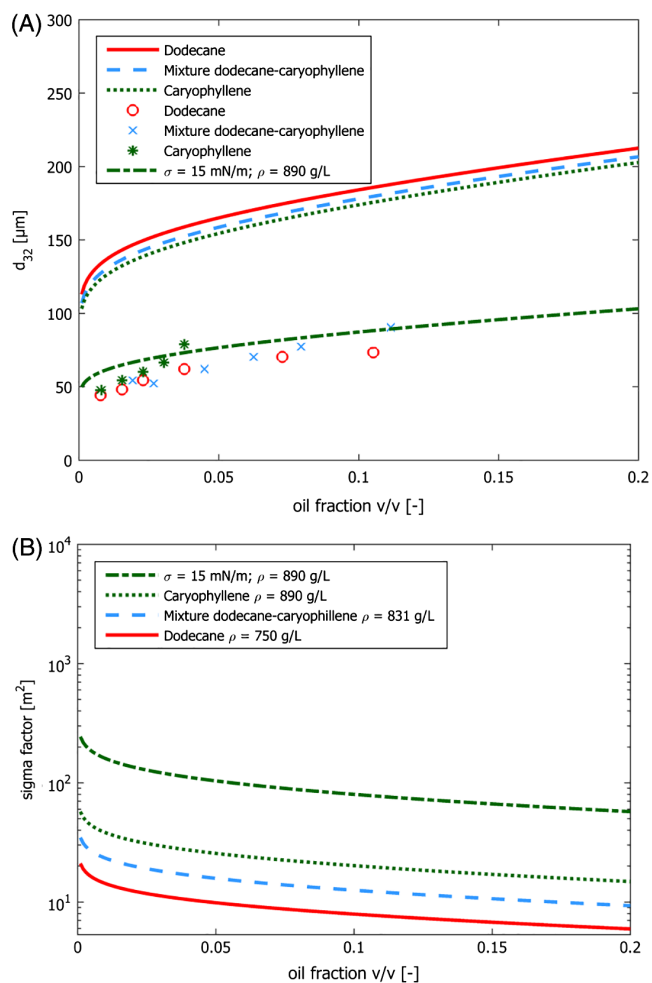 (A)
300
250
200
150
100
50
0
d32 [μm]
Dodecane
Mixture dodecane-caryophyllene
Caryophyllene
Dodecane
Mixture dodecane-caryophyllene
Caryophyllene
σ = 15 mN/m; ρ = 890 g/L
0 0.05 0.1 0.15 0.2
oil fraction v/v [-]
(B)
10^4
10^3
10^2
10^1
sigma factor [m^2]
σ = 15 mN/m; ρ = 890 g/L
Caryophyllene ρ = 890 g/L
Mixture dodecane-caryophillene ρ = 831 g/L
Dodecane ρ = 750 g/L
0 0.05 0.1 0.15 0.2
oil fraction v/v [-]